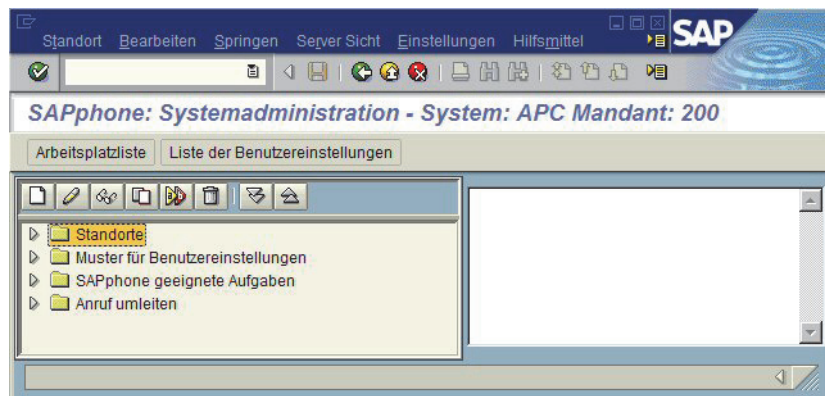 Standort Bearbeiten Springen Server Sicht Einstellungen Hilfsmittel
SAP
SAPphone: Systemadministration - System: APC Mandant: 200
Arbeitsplatzliste Liste der Benutzereinstellungen
Standorte
Muster für Benutzereinstellungen
SAPphone geeignete Aufgaben
Anruf umleiten